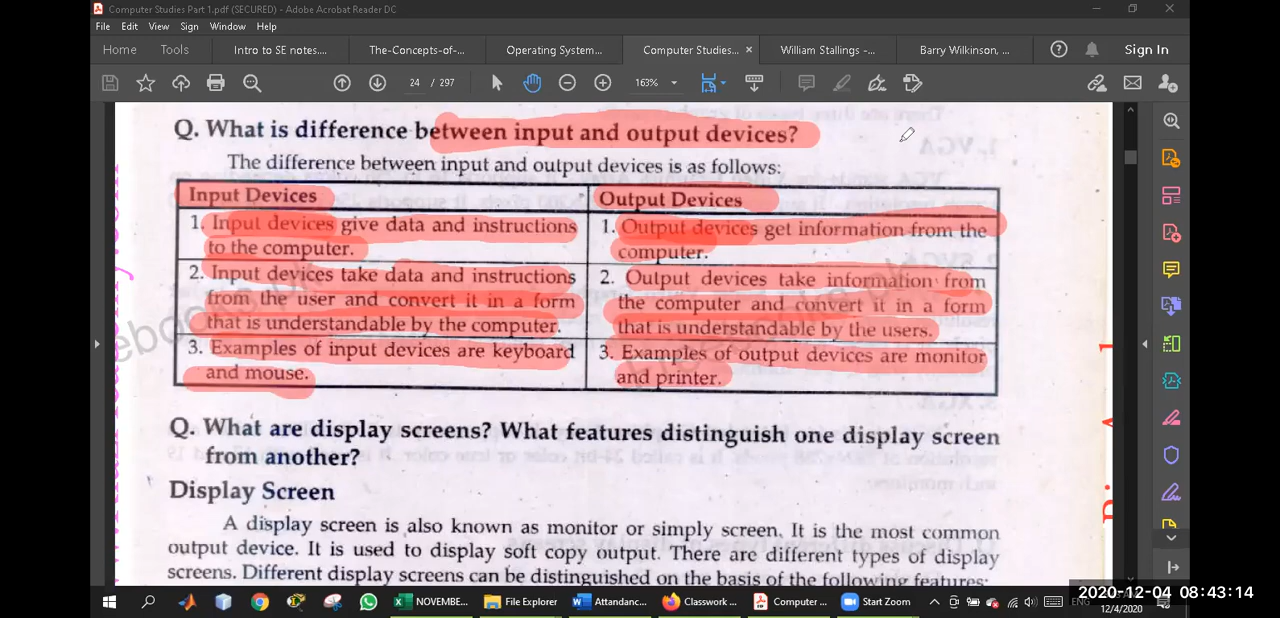 Computer Studies Part 1.pdf (SECURED) - Adobe Acrobat Reader DC
File Edit View Sign Window Help
Home Tools Intro to SE notes.... The-Concepts-of-... Operating System... Computer Studies... × William Stallings -... Barry Wilkinson, ... Sign In
24 / 297 163%
Q. What is difference between input and output devices?
The difference between input and output devices is as follows:
Input Devices
1. Input devices give data and instructions
to the computer.
2. Input devices take data and instructions
from the user and convert it in a form
that is understandable by the computer.
3. Examples of input devices are keyboard
and mouse.
Output Devices
1. Output devices get information from the
computer.
2. Output devices take information from
the computer and convert it in a form
that is understandable by the users.
3. Examples of output devices are monitor
and printer.
Q. What are display screens? What features distinguish one display screen
from another?
Display Screen
A display screen is also known as monitor or simply screen. It is the most common
output device. It is used to display soft copy output. There are different types of display
screens. Different display screens can be distinguished on the basis of the following features:
NOVEMBE... File Explorer Attandanc... Classwork ... Computer ... Start Zoom ENG
2020-12-04 08:43:14
12/4/2020